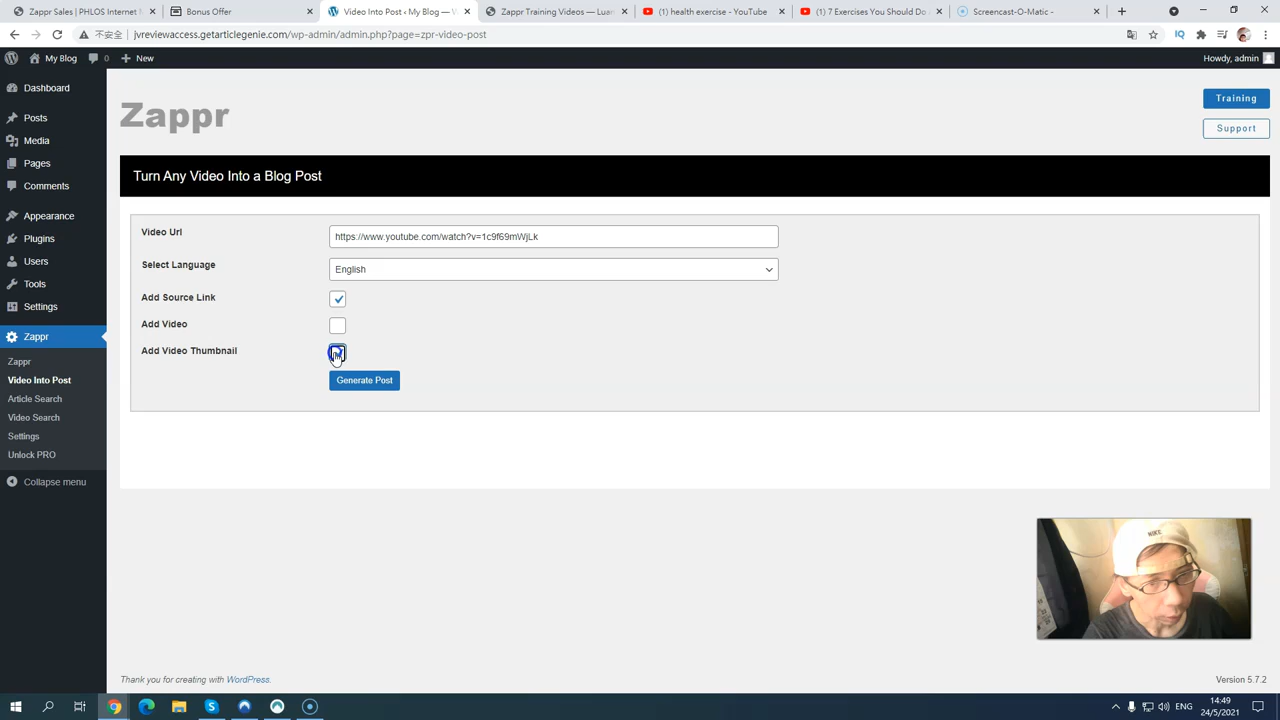 Zappr Sales | PHLOS Internet M
Bonus Offer
Video Into Post ‹ My Blog — W
Zappr Training Videos — Luan
(1) health exercise - YouTube
(1) 7 Exercises You Should Do
Screencast-O-Matic -
不安全 | jvreviewaccess.getarticlegenie.com/wp-admin/admin.php?page=zpr-video-post
My Blog 0 New Howdy, admin
Dashboard
Posts
Media
Pages
Comments
Appearance
Plugins
Users
Tools
Settings
Zappr
Zappr
Video Into Post
Article Search
Video Search
Settings
Unlock PRO
Collapse menu
Zappr
Training
Support
Turn Any Video Into a Blog Post
Video Url https://www.youtube.com/watch?v=1c9f69mWjLk
Select Language English
Add Source Link
Add Video
Add Video Thumbnail
Generate Post
NIKE
Thank you for creating with WordPress. Version 5.7.2
ENG
14:49
24/5/2021